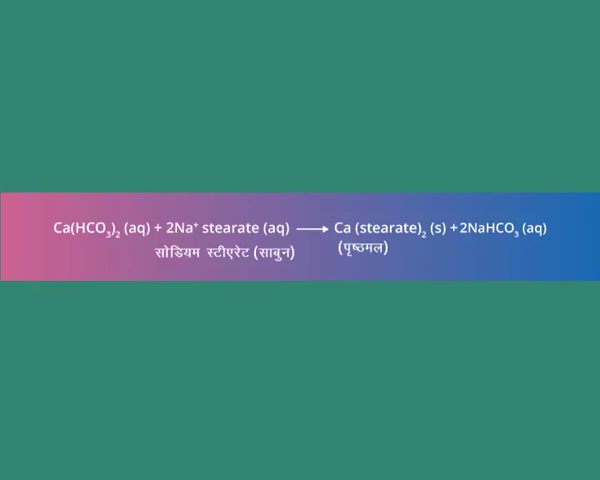 Ca(HCO₃)₂ (aq) + 2Na⁺ stearate (aq) ⟶ Ca (stearate)₂ (s) + 2NaHCO₃ (aq)
सोडियम स्टीएरेट (साबुन) (पृष्ठमल)